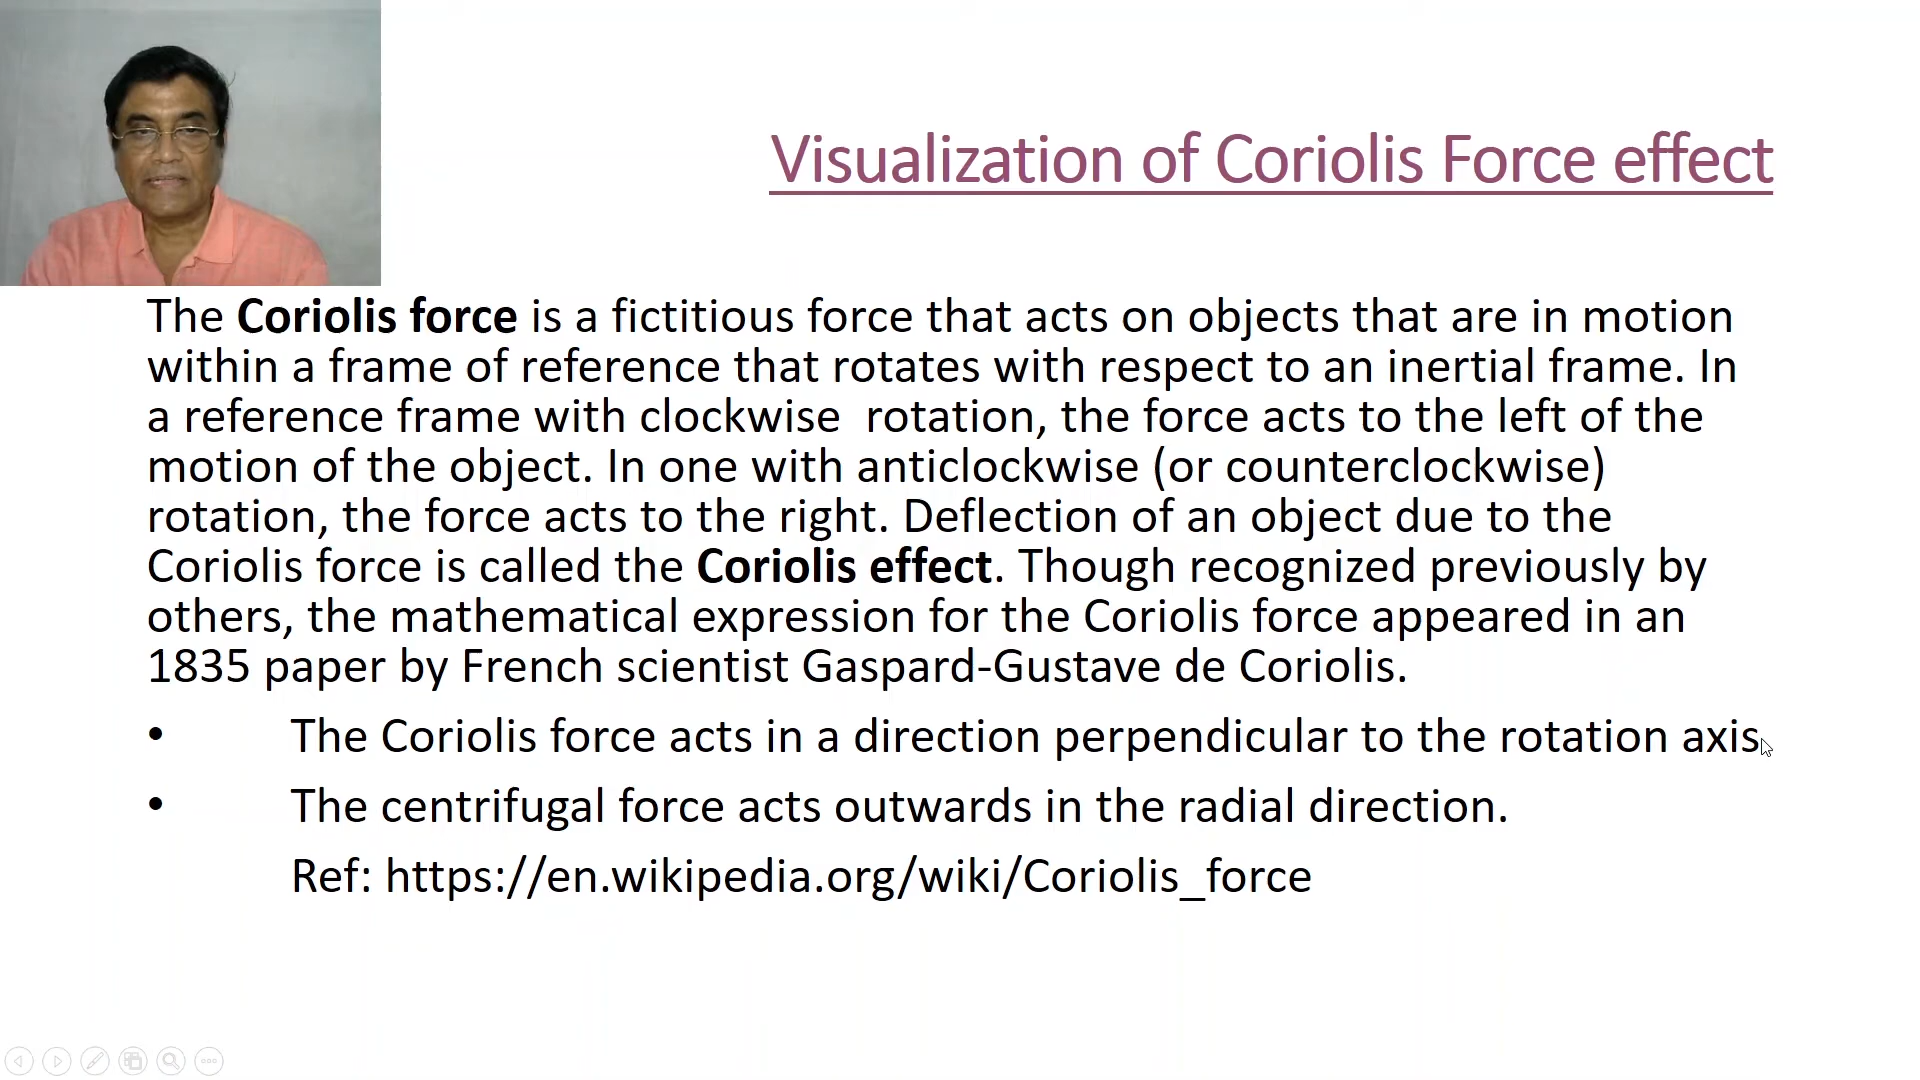 Visualization of Coriolis Force effect
The Coriolis force is a fictitious force that acts on objects that are in motion
within a frame of reference that rotates with respect to an inertial frame. In
a reference frame with clockwise  rotation, the force acts to the left of the
motion of the object. In one with anticlockwise (or counterclockwise)
rotation, the force acts to the right. Deflection of an object due to the
Coriolis force is called the Coriolis effect. Though recognized previously by
others, the mathematical expression for the Coriolis force appeared in an
1835 paper by French scientist Gaspard-Gustave de Coriolis.
• The Coriolis force acts in a direction perpendicular to the rotation axis
• The centrifugal force acts outwards in the radial direction.
Ref: https://en.wikipedia.org/wiki/Coriolis_force